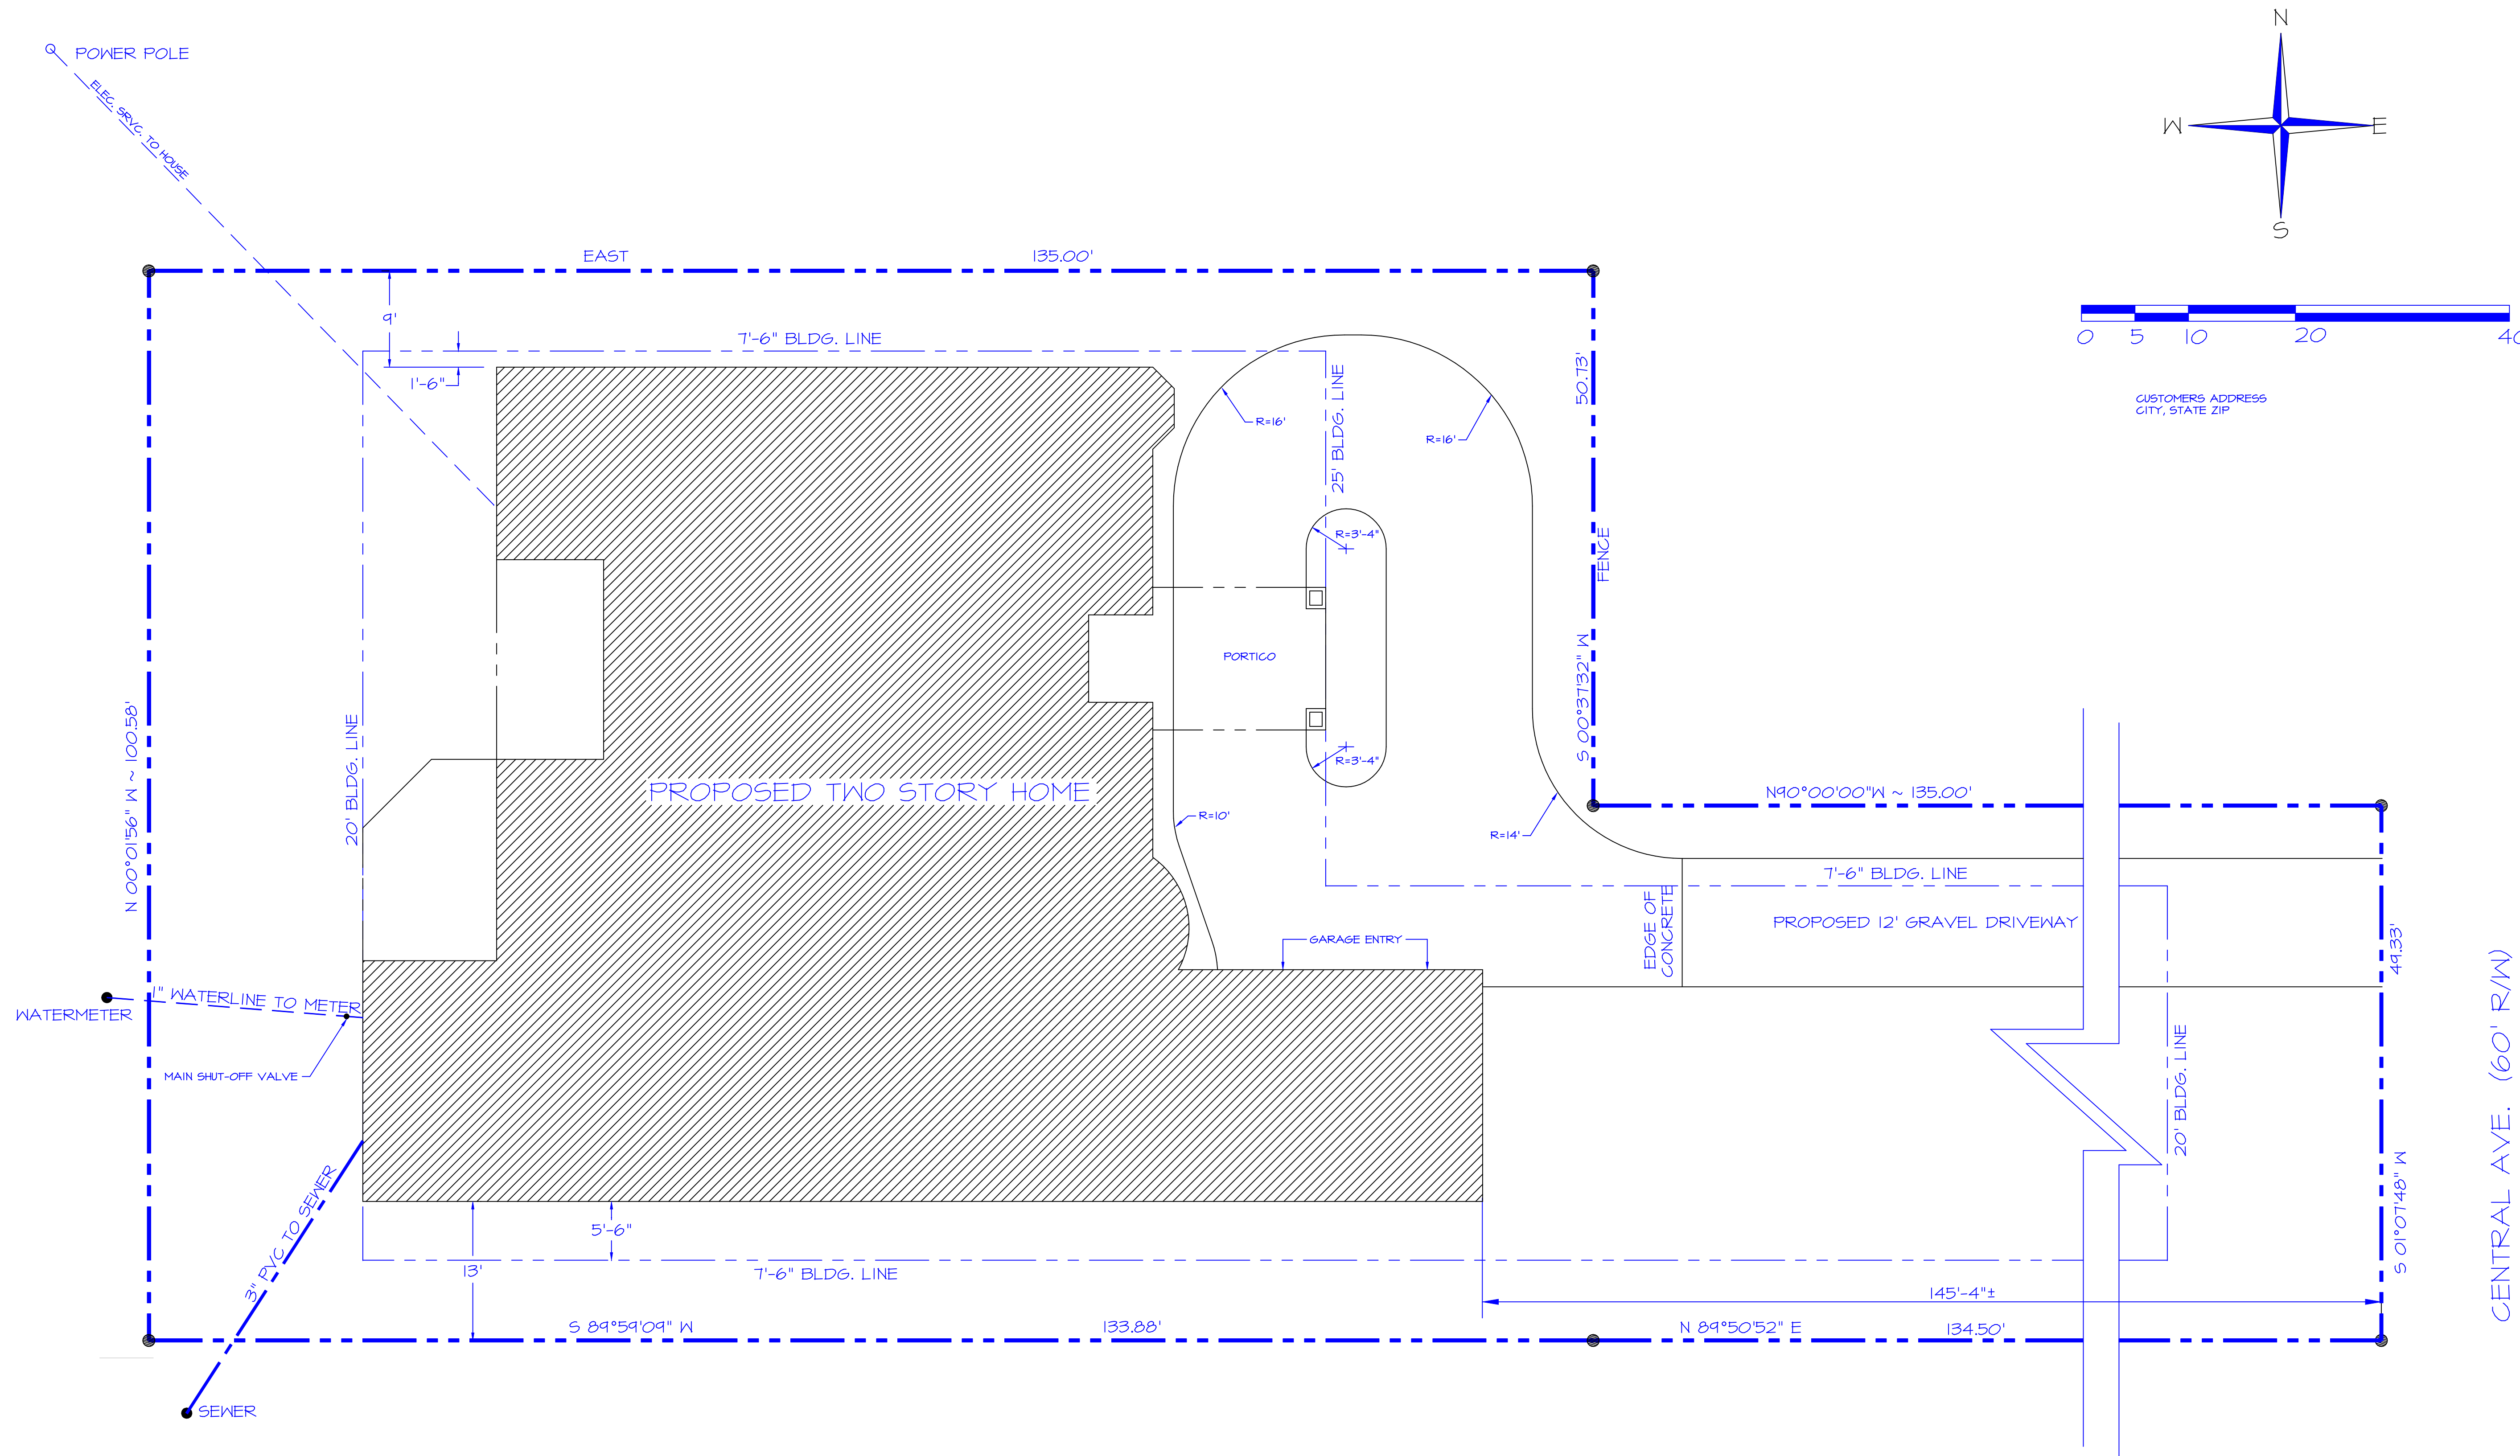 N
POWER POLE
ELEC. SRVC. TO HOUSE
W
E
S
EAST
135.00'
9'
7'-6" BLDG. LINE
1'-6"
0
5
10
20
40
CUSTOMERS ADDRESS
CITY, STATE ZIP
50.73'
25' BLDG. LINE
R=16'
R=16'
R=3'-4"
FENCE
PORTICO
S 00°37'32" W
R=3'-4"
N 00°01'56" W ~ 100.58'
20' BLDG. LINE
PROPOSED TWO STORY HOME
N90°00'00"W ~ 135.00'
R=10'
R=14'
7'-6" BLDG. LINE
EDGE OF
CONCRETE
PROPOSED 12' GRAVEL DRIVEWAY
GARAGE ENTRY
49.33'
1" WATERLINE TO METER
WATERMETER
MAIN SHUT-OFF VALVE
20' BLDG. LINE
CENTRAL AVE. (60' R/W)
3" PVC TO SEWER
5'-6"
13'
7'-6" BLDG. LINE
S 01°07'48" W
145'-4"±
S 89°59'09" W
133.88'
N 89°50'52" E
134.50'
SEWER